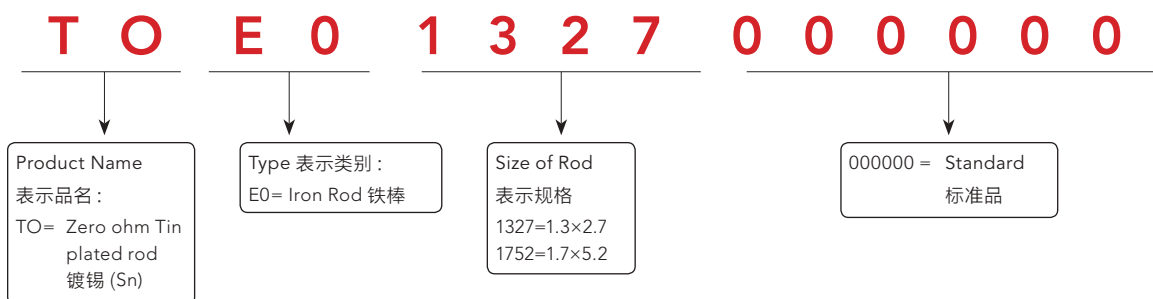 T O E 0 1 3 2 7 0 0 0 0 0 0
Product Name
表示品名 :
TO= Zero ohm Tin
plated rod
镀锡 (Sn)
Type 表示类别 :
E0= Iron Rod 铁棒
Size of Rod
表示规格
1327=1.3×2.7
1752=1.7×5.2
000000 = Standard
标准品